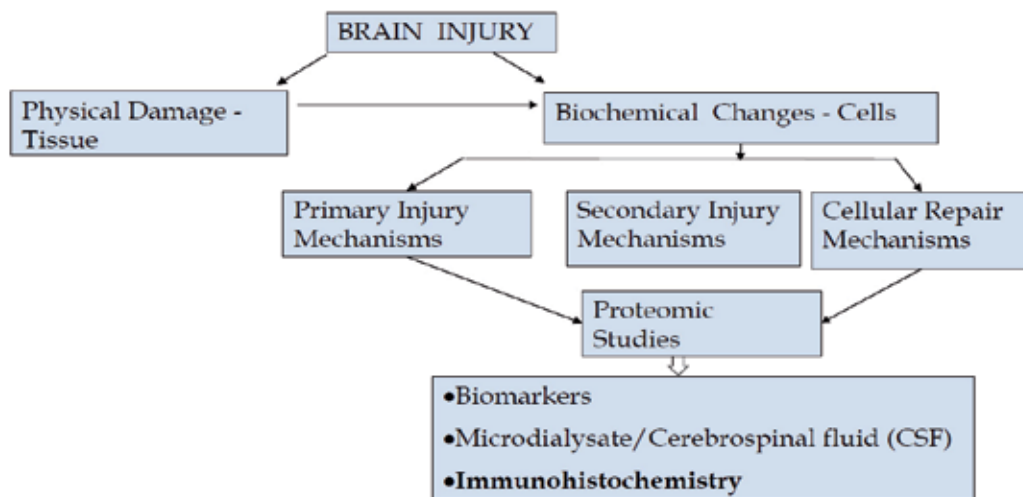 BRAIN INJURY
Physical Damage -
Tissue
Biochemical Changes - Cells
Primary Injury
Mechanisms
Secondary Injury
Mechanisms
Cellular Repair
Mechanisms
Proteomic
Studies
•Biomarkers
•Microdialysate/Cerebrospinal fluid (CSF)
•Immunohistochemistry